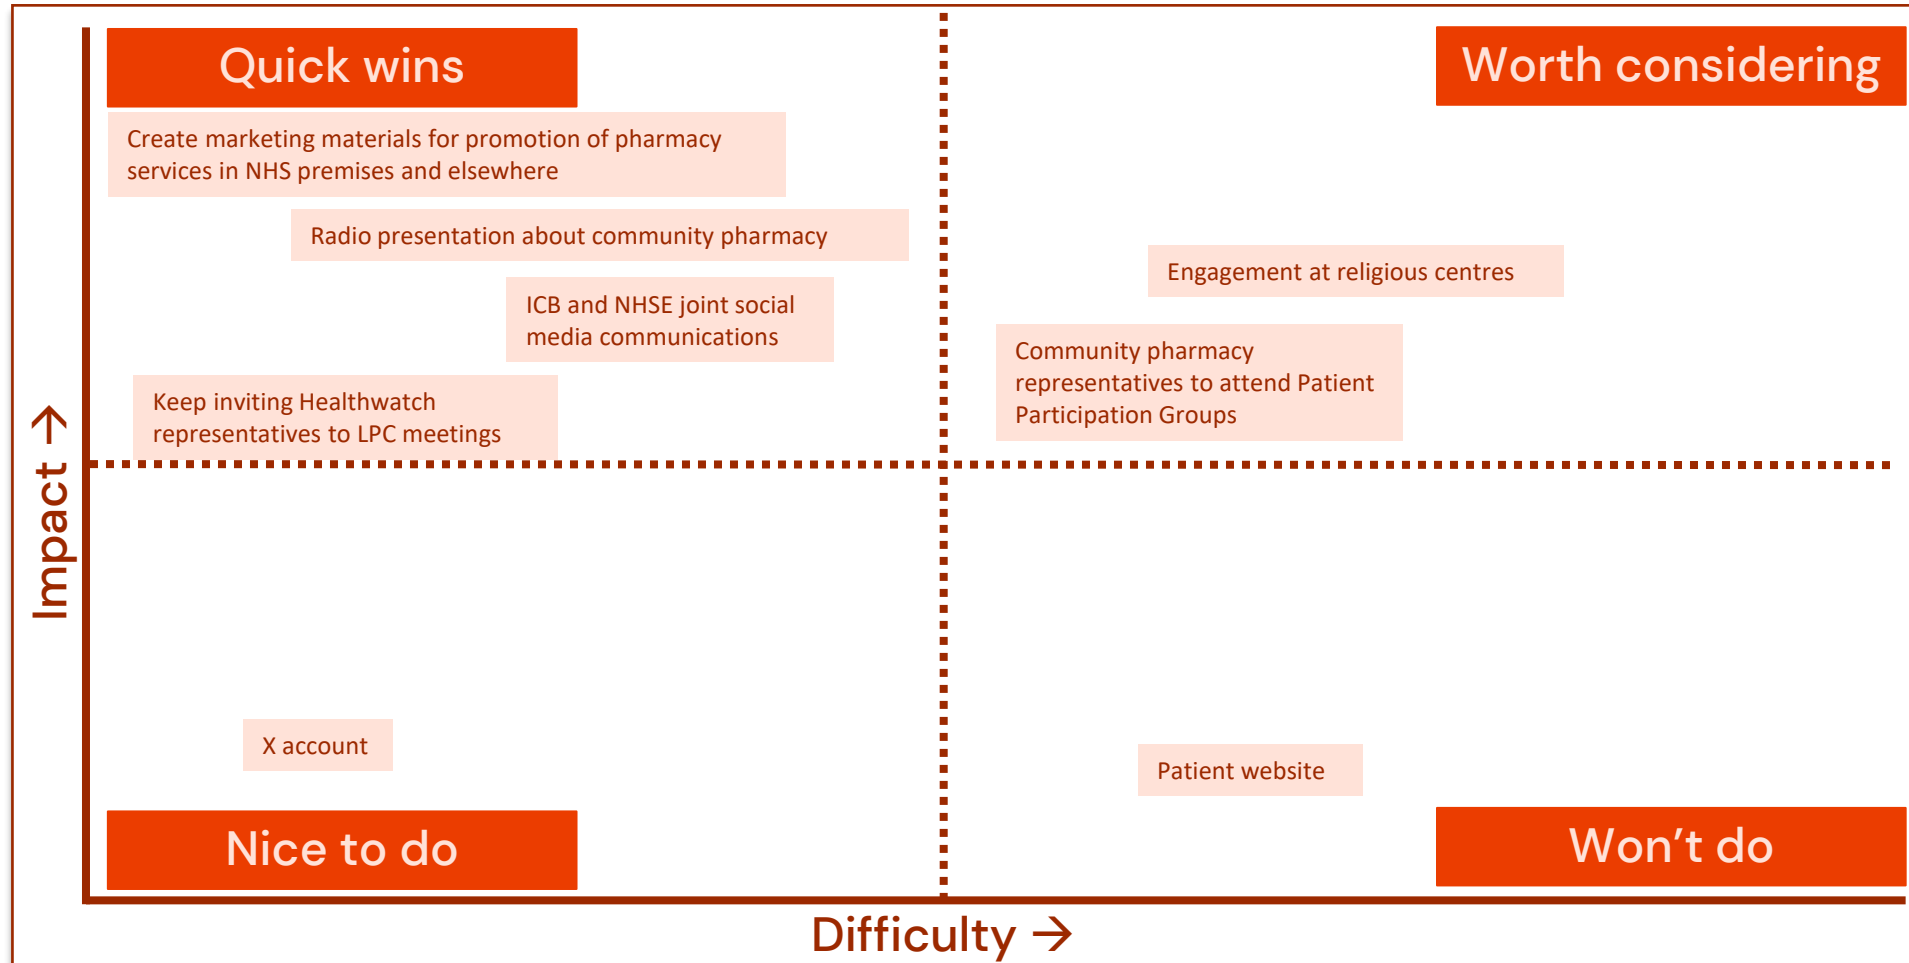 Quick wins
Worth considering
Create marketing materials for promotion of pharmacy
services in NHS premises and elsewhere
Radio presentation about community pharmacy
Engagement at religious centres
ICB and NHSE joint social
media communications
Community pharmacy
representatives to attend Patient
Participation Groups
Keep inviting Healthwatch
representatives to LPC meetings
Impact →
X account
Patient website
Nice to do
Won’t do
Difficulty →